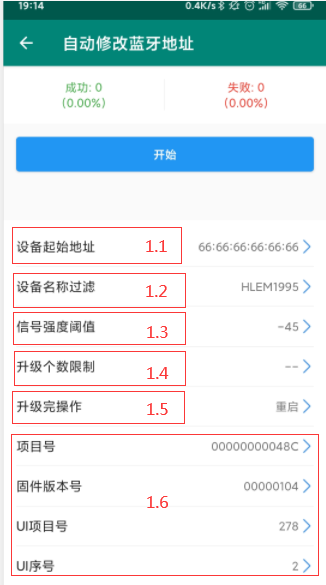 19:14 0.4K/s 66
自动修改蓝牙地址
成功: 0 失败: 0
(0.00%) (0.00%)
开始
设备起始地址 1.1 66:66:66:66:66:66
设备名称过滤 1.2 HLEM1995
信号强度阈值 1.3 -45
升级个数限制 1.4 --
升级完操作 1.5 重启
项目号 00000000048C
固件版本号 00000104
1.6
UI项目号 278
UI序号 2